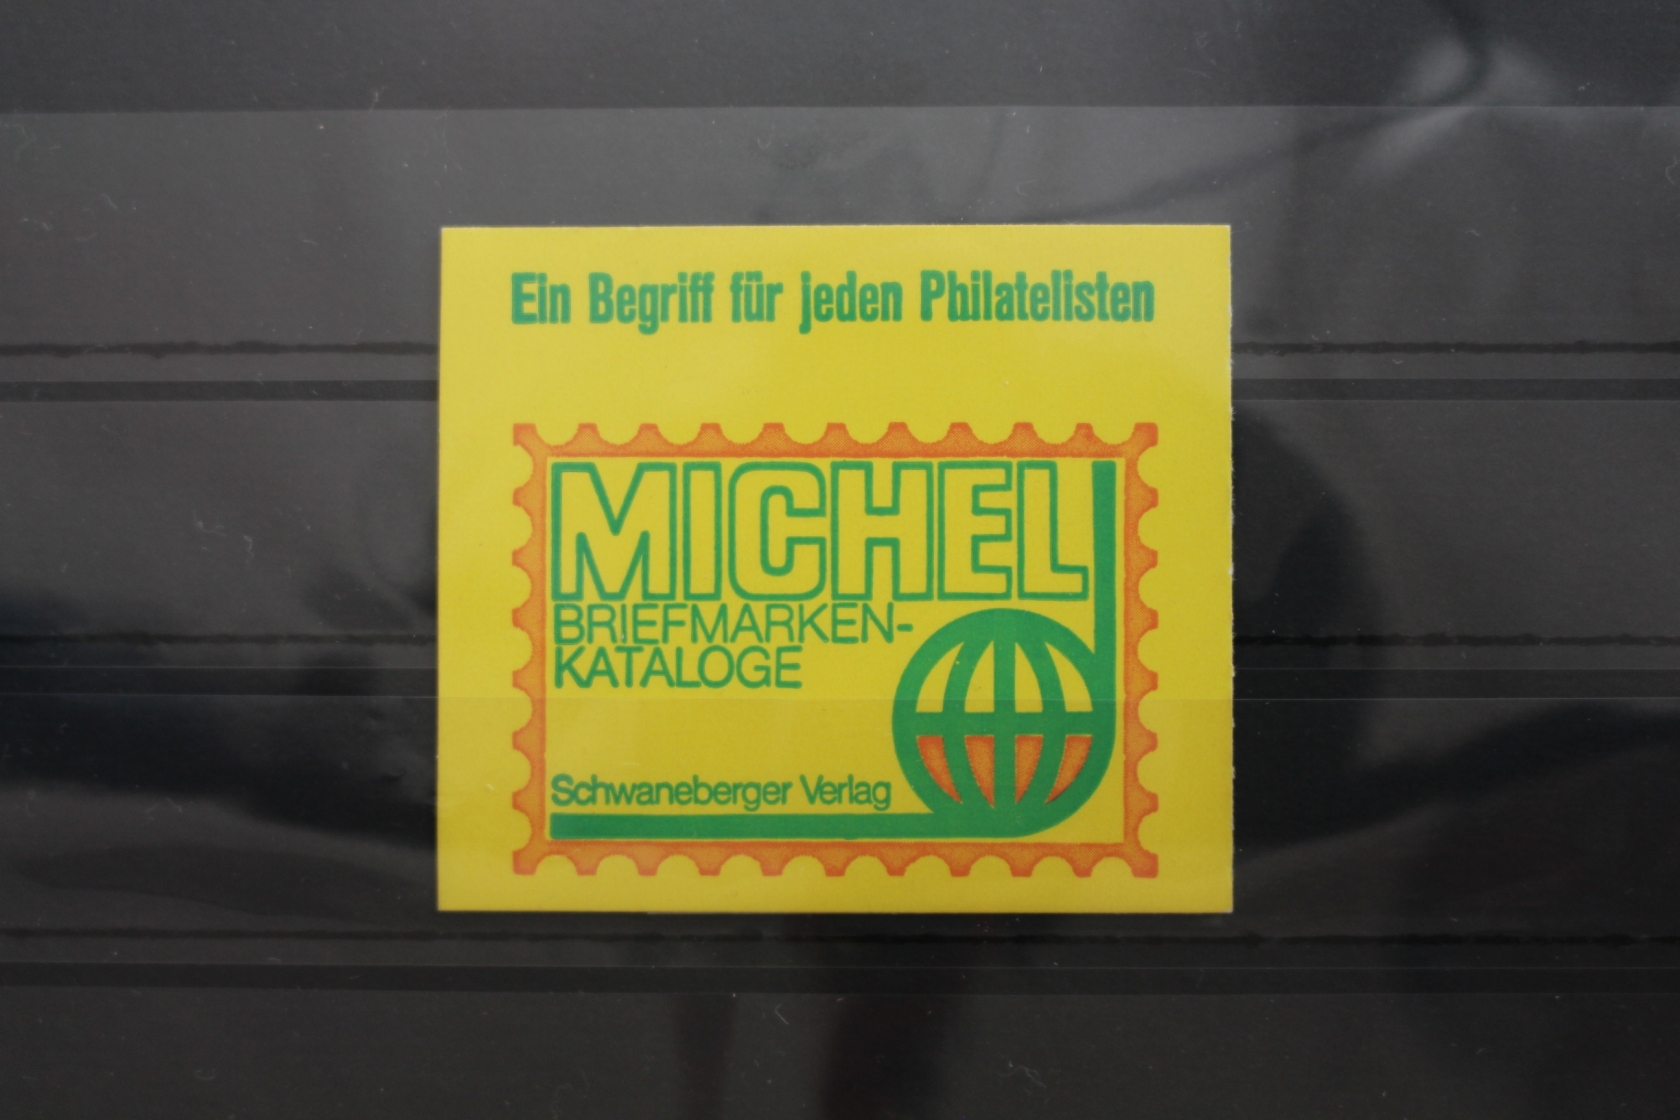 Ein Begriff für jeden Philatelisten
MICHEL
BRIEFMARKEN-
KATALOGE
Schwaneberger Verlag